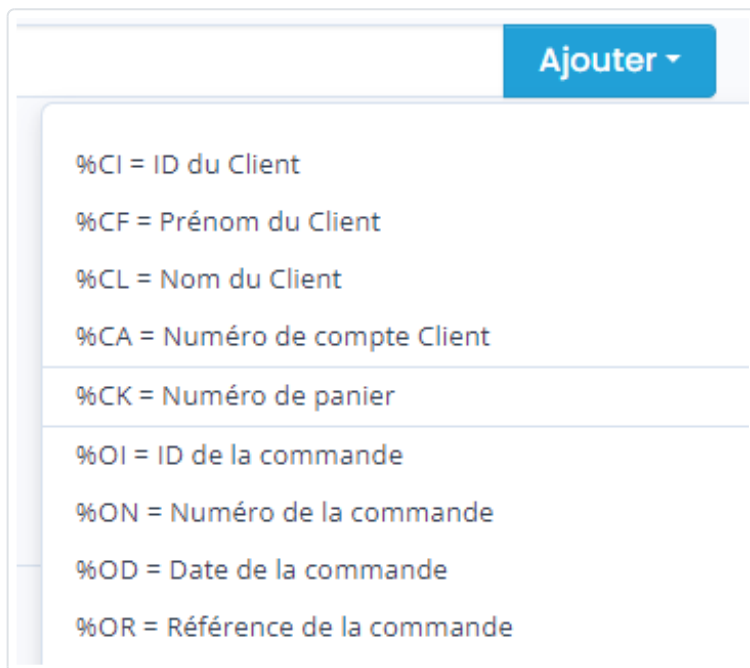 Ajouter
%CI = ID du Client
%CF = Prénom du Client
%CL = Nom du Client
%CA = Numéro de compte Client
%CK = Numéro de panier
%OI = ID de la commande
%ON = Numéro de la commande
%OD = Date de la commande
%OR = Référence de la commande